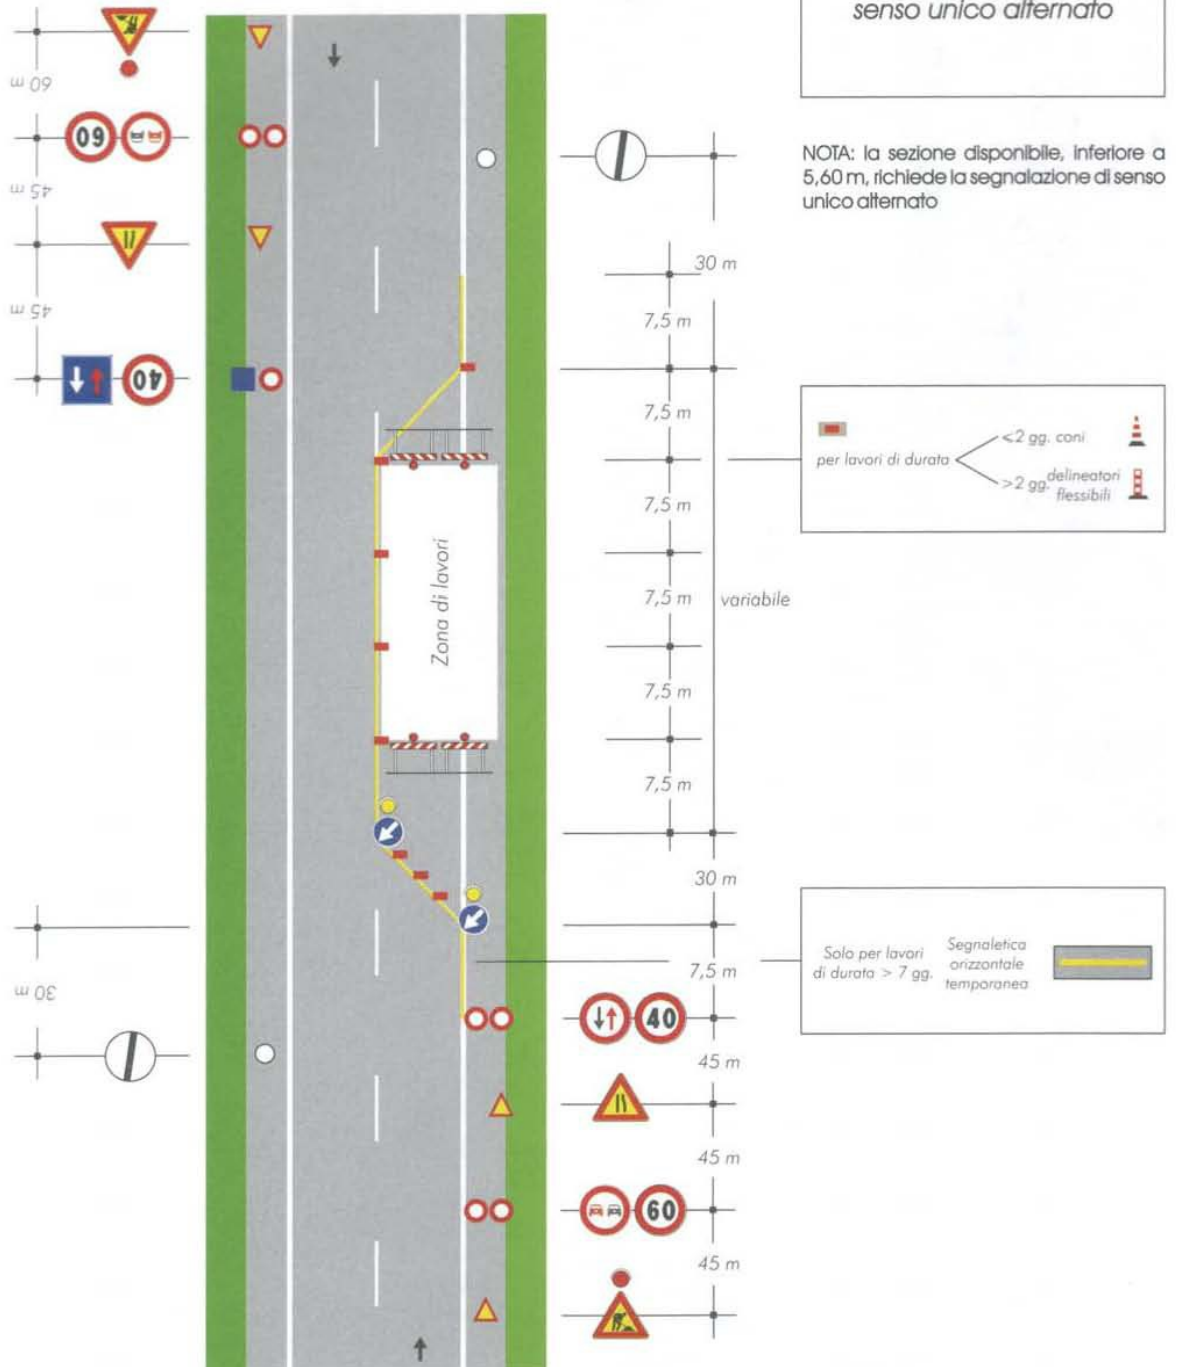 senso unico alternato
60 m
60
45 m
45 m
40
NOTA: la sezione disponibile, inferiore a
5,60 m, richiede la segnalazione di senso
unico alternato
30 m
7,5 m
7,5 m
7,5 m
7,5 m
variabile
7,5 m
7,5 m
30 m
7,5 m
per lavori di durata
<2 gg. coni
>2 gg. delineatori
flessibili
Zona di lavori
Solo per lavori
di durata > 7 gg.
Segnaletica
orizzontale
temporanea
30 m
40
45 m
45 m
60
45 m